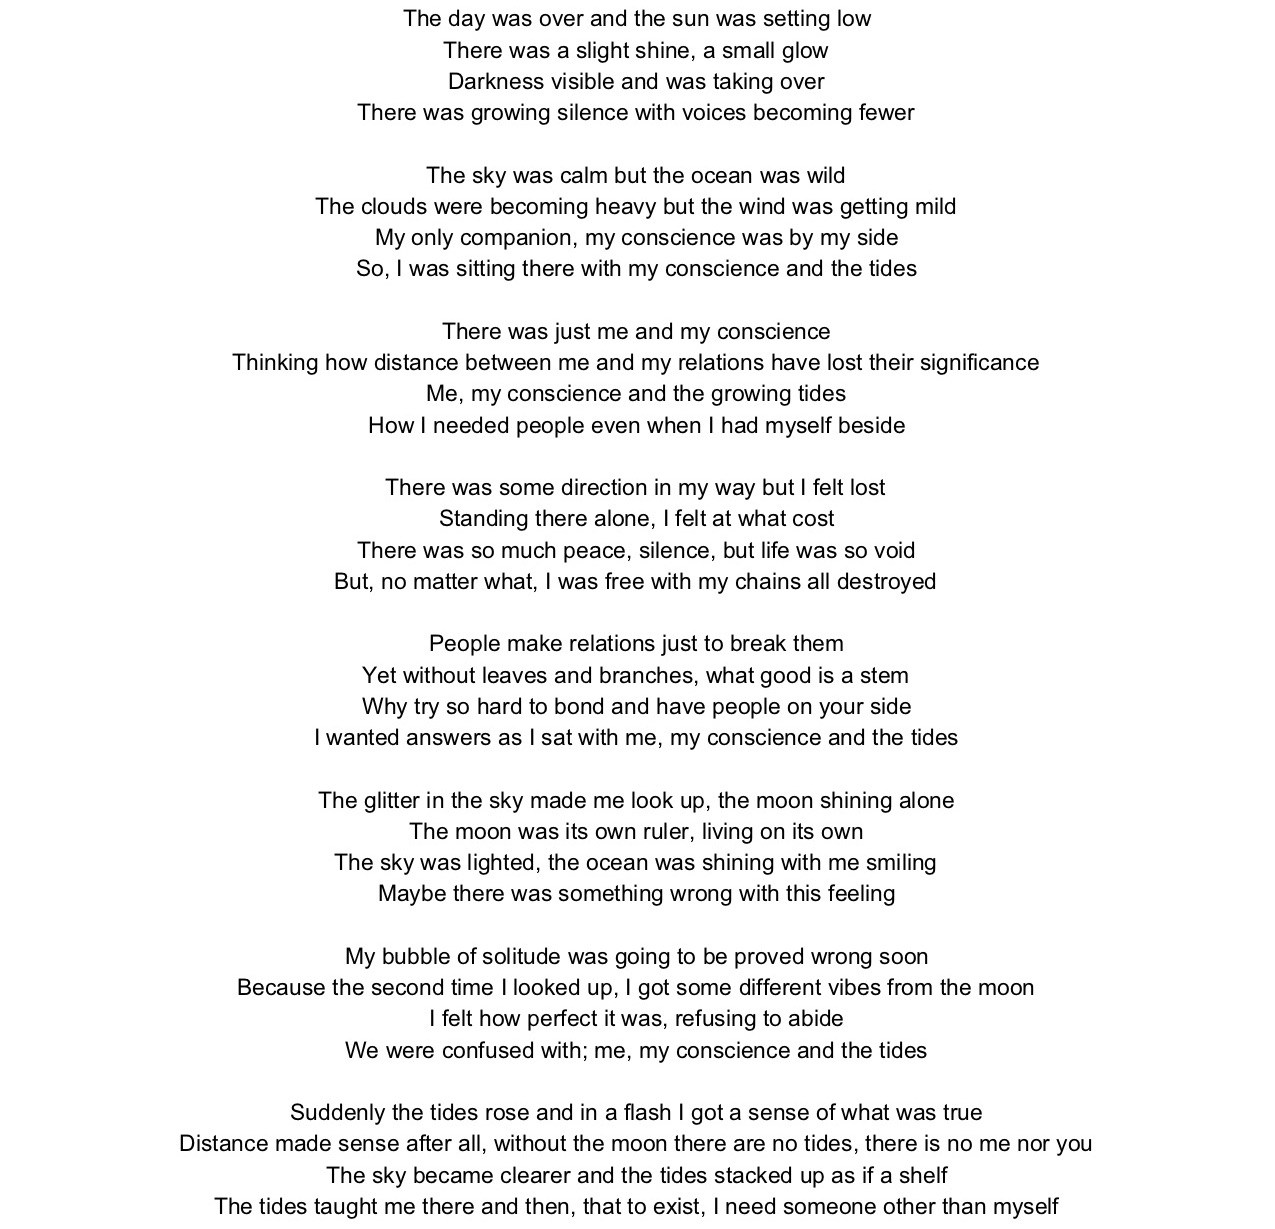 The day was over and the sun was setting low
There was a slight shine, a small glow
Darkness visible and was taking over
There was growing silence with voices becoming fewer
The sky was calm but the ocean was wild
The clouds were becoming heavy but the wind was getting mild
My only companion, my conscience was by my side
So, I was sitting there with my conscience and the tides
There was just me and my conscience
Thinking how distance between me and my relations have lost their significance
Me, my conscience and the growing tides
How I needed people even when I had myself beside
There was some direction in my way but I felt lost
Standing there alone, I felt at what cost
There was so much peace, silence, but life was so void
But, no matter what, I was free with my chains all destroyed
People make relations just to break them
Yet without leaves and branches, what good is a stem
Why try so hard to bond and have people on your side
I wanted answers as I sat with me, my conscience and the tides
The glitter in the sky made me look up, the moon shining alone
The moon was its own ruler, living on its own
The sky was lighted, the ocean was shining with me smiling
Maybe there was something wrong with this feeling
My bubble of solitude was going to be proved wrong soon
Because the second time I looked up, I got some different vibes from the moon
I felt how perfect it was, refusing to abide
We were confused with; me, my conscience and the tides
Suddenly the tides rose and in a flash I got a sense of what was true
Distance made sense after all, without the moon there are no tides, there is no me nor you
The sky became clearer and the tides stacked up as if a shelf
The tides taught me there and then, that to exist, I need someone other than myself